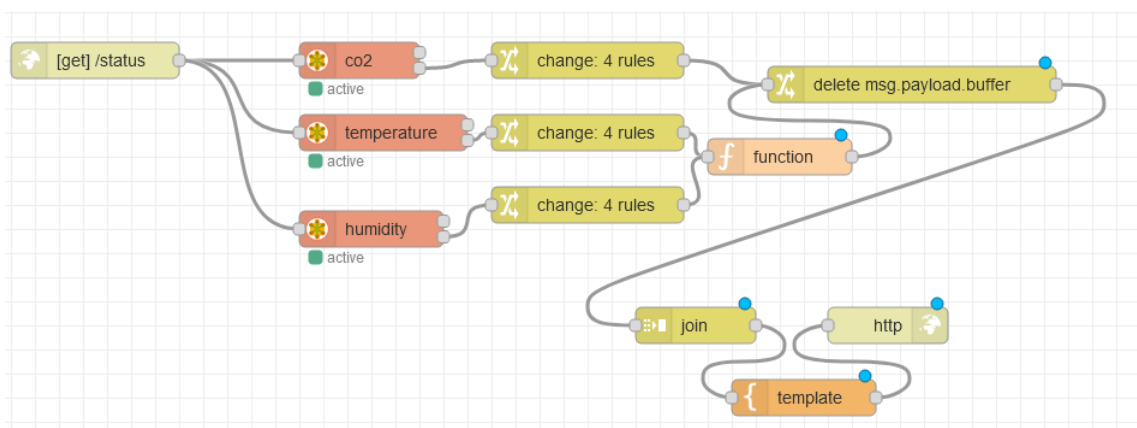 [get] /status
co2
active
change: 4 rules
delete msg.payload.buffer
temperature
active
change: 4 rules
function
humidity
active
change: 4 rules
join
http
template